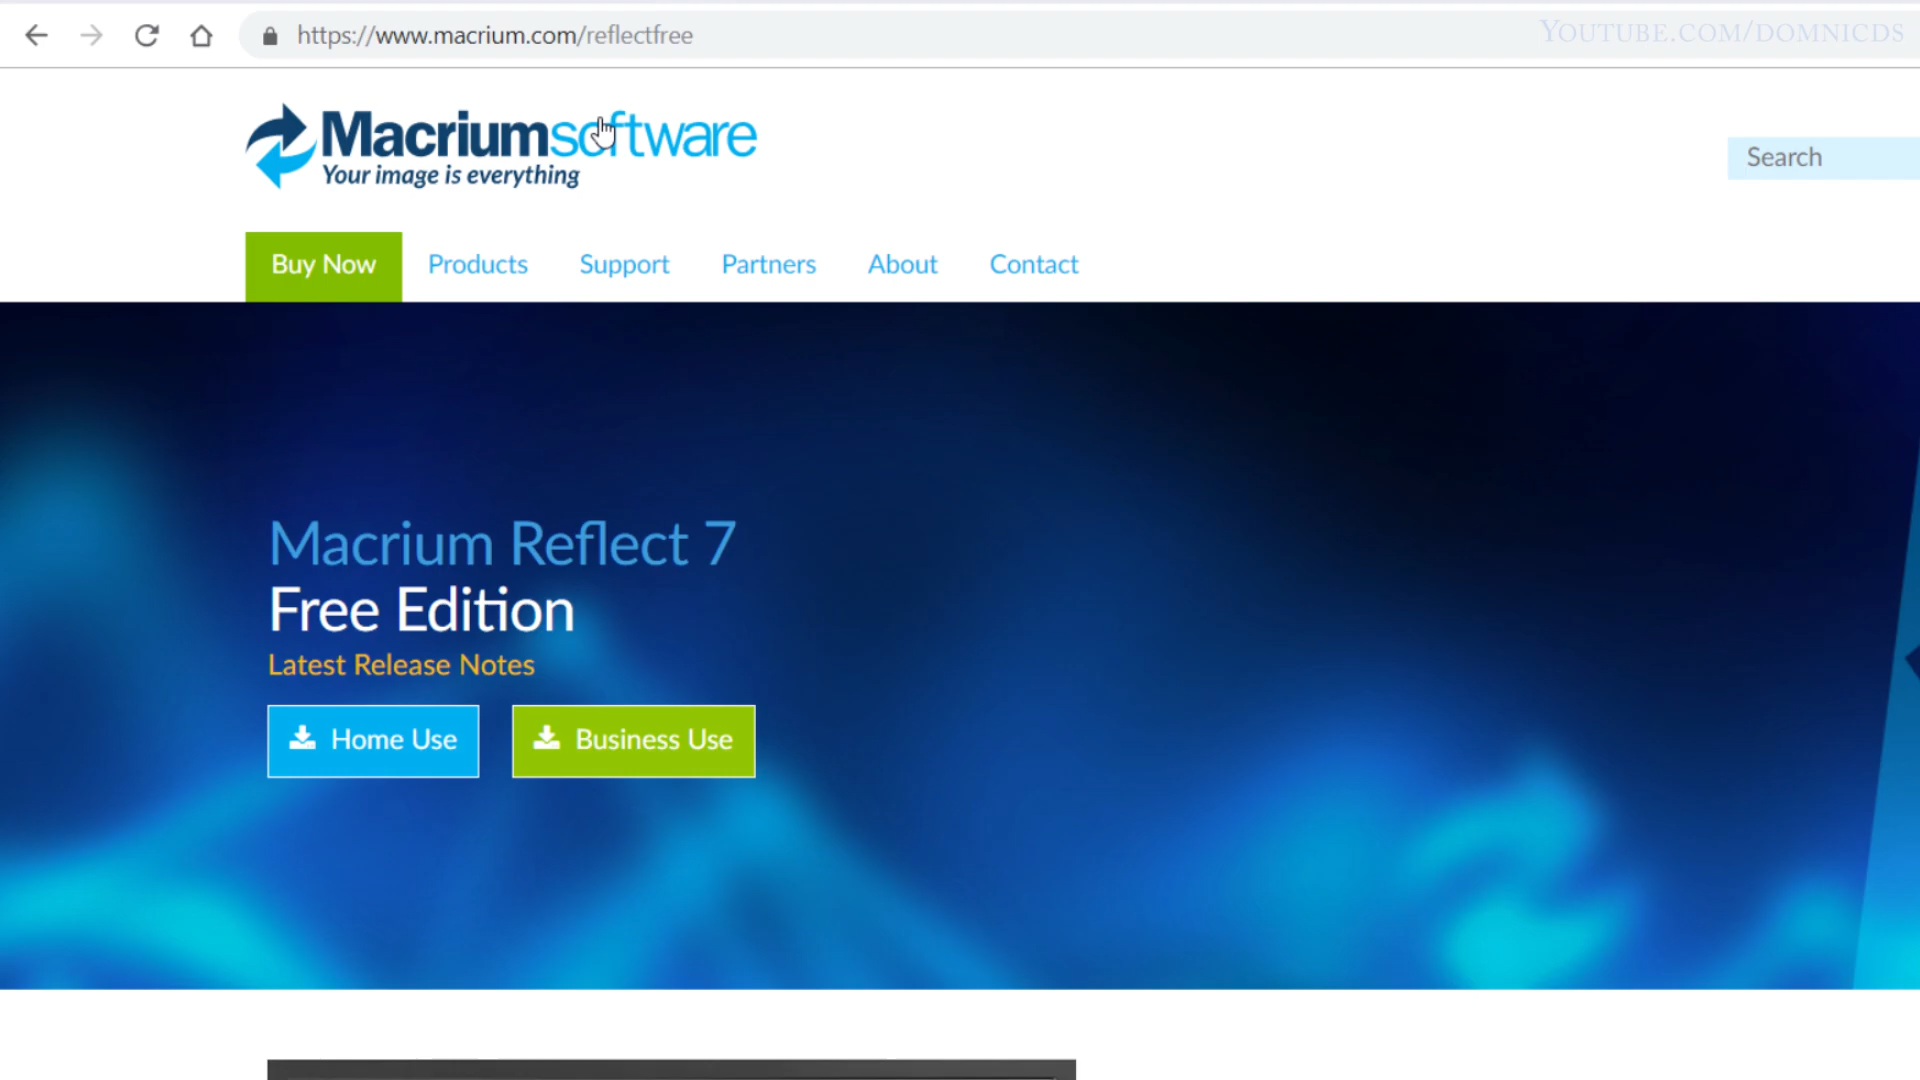 https://www.macrium.com/reflectfree
YOUTUBE.COM/DOMNICDS
Macriumsoftware
Your image is everything
Search
Buy Now
Products
Support
Partners
About
Contact
Macrium Reflect 7
Free Edition
Latest Release Notes
Home Use
Business Use